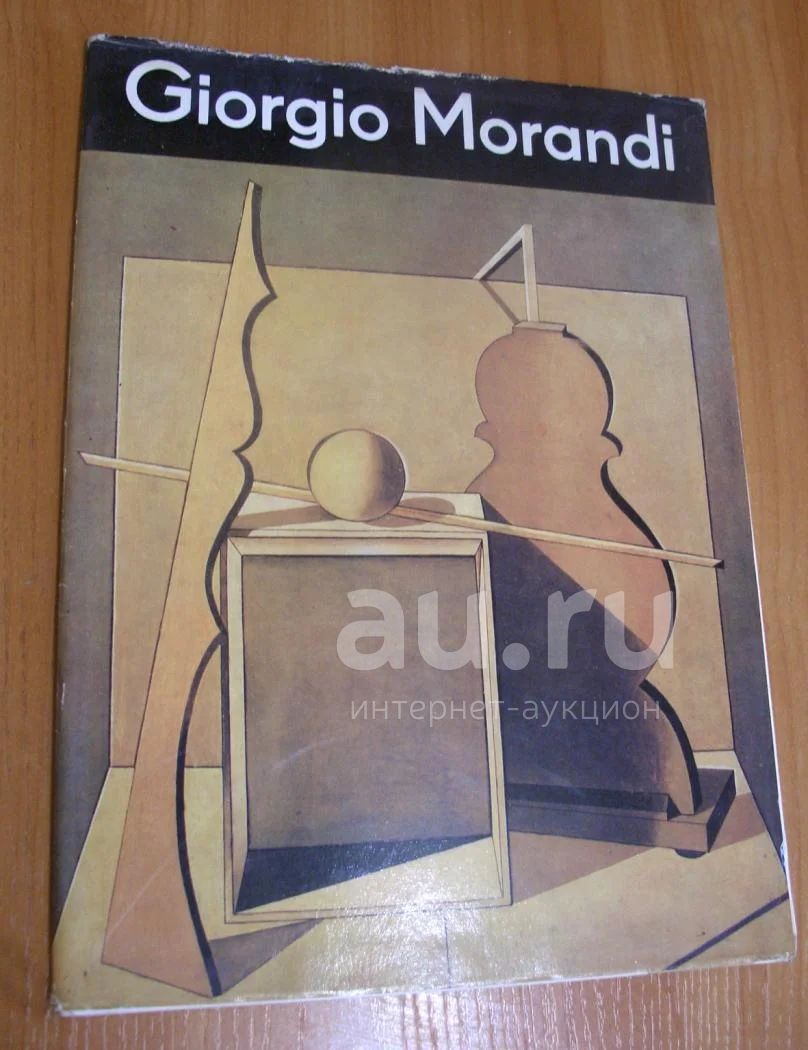 Giorgio Morandi
au.ru
интернет-аукцион